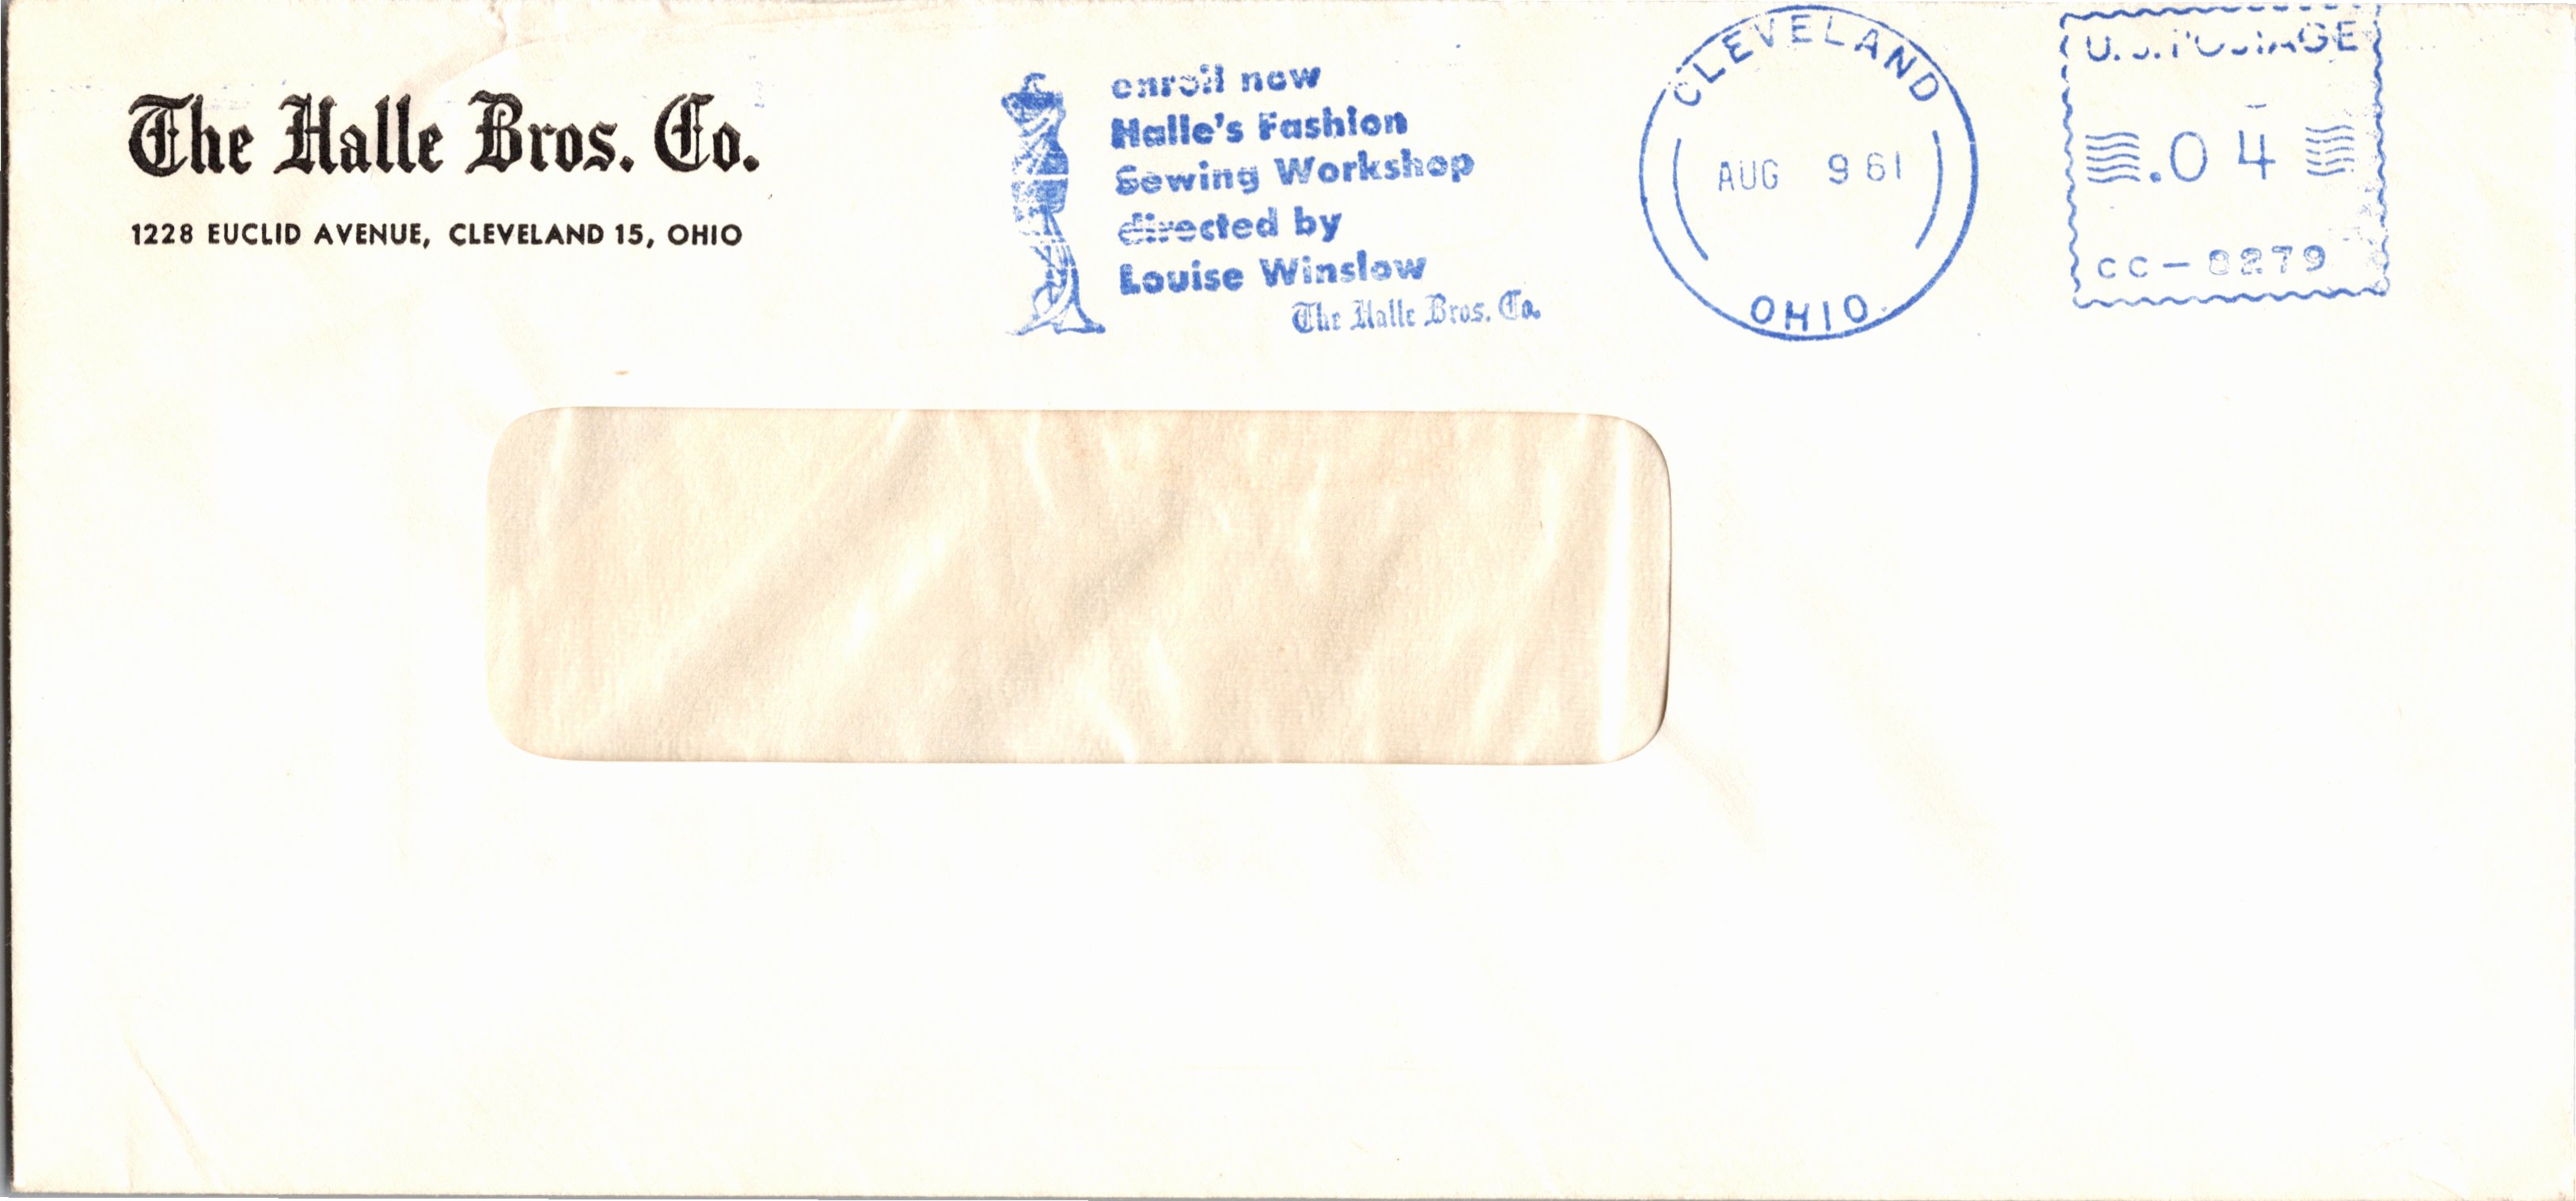 The Halle Bros. Co.
1228 EUCLID AVENUE, CLEVELAND 15, OHIO
enroll now
Halle's Fashion
Sewing Workshop
directed by
Louise Winslow
The Halle Bros. Co.
CLEVELAND
AUG 9 61
OHIO
U.S. POSTAGE
.04
CC-8279